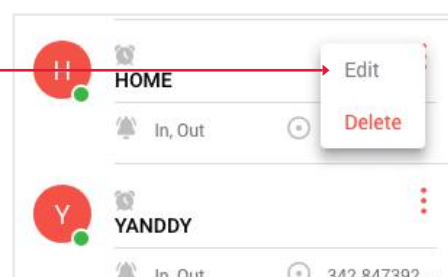 H
HOME
Edit
In, Out
Delete
Y
YANDDY
In, Out
342.847392